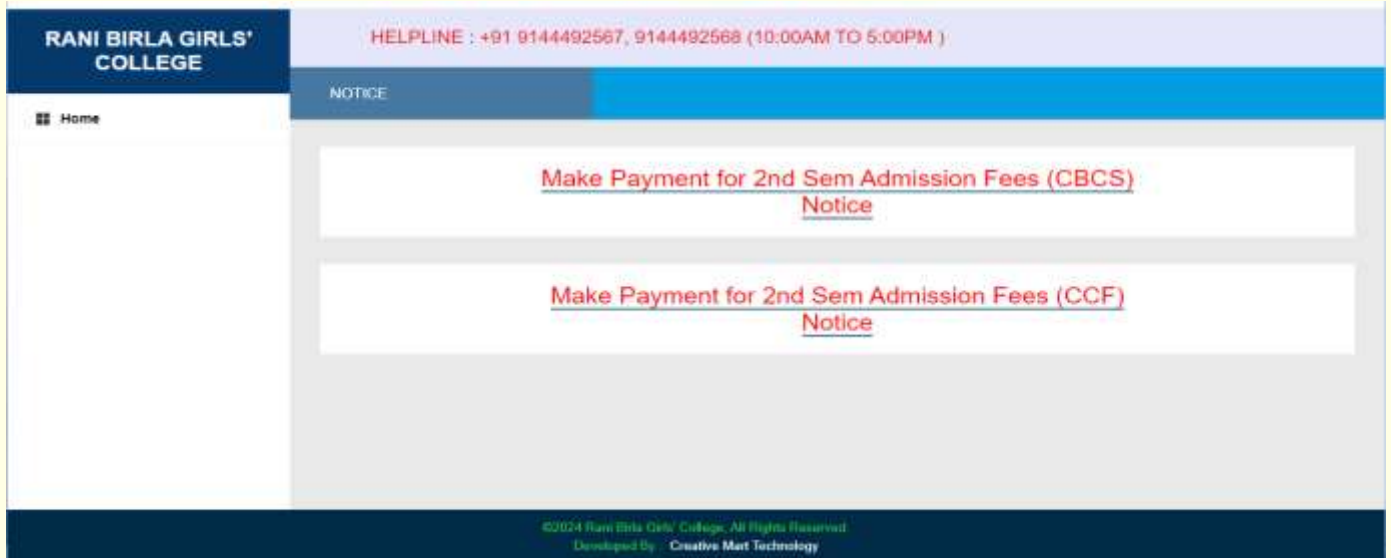 RANI BIRLA GIRLS'
COLLEGE
HELPLINE : +91 9144492567, 9144492568 (10:00AM TO 5:00PM )
NOTICE
Home
Make Payment for 2nd Sem Admission Fees (CBCS)
Notice
Make Payment for 2nd Sem Admission Fees (CCF)
Notice
©2024 Rani Birla Girls' College, All Rights Reserved
Developed By : Creative Mart Technology